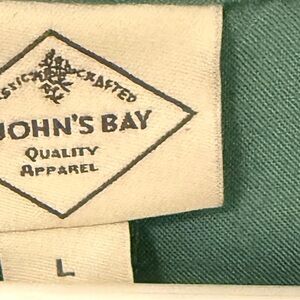 CRAFTED
JOHN'S BAY
QUALITY
APPAREL
L